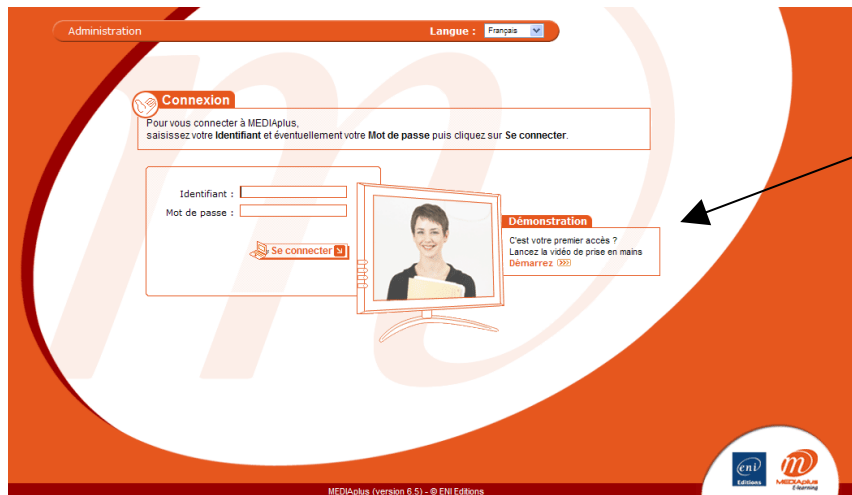 Administration
Langue : Français
Connexion
Pour vous connecter à MEDIAplus,
saisissez votre Identifiant et éventuellement votre Mot de passe puis cliquez sur Se connecter.
Identifiant :
Mot de passe :
Se connecter
Démonstration
C'est votre premier accès ?
Lancez la vidéo de prise en mains
Démarrez
eni
Editions
m
MEDIAplus
E-learning
MEDIAplus (version 6.5) - © ENI Editions